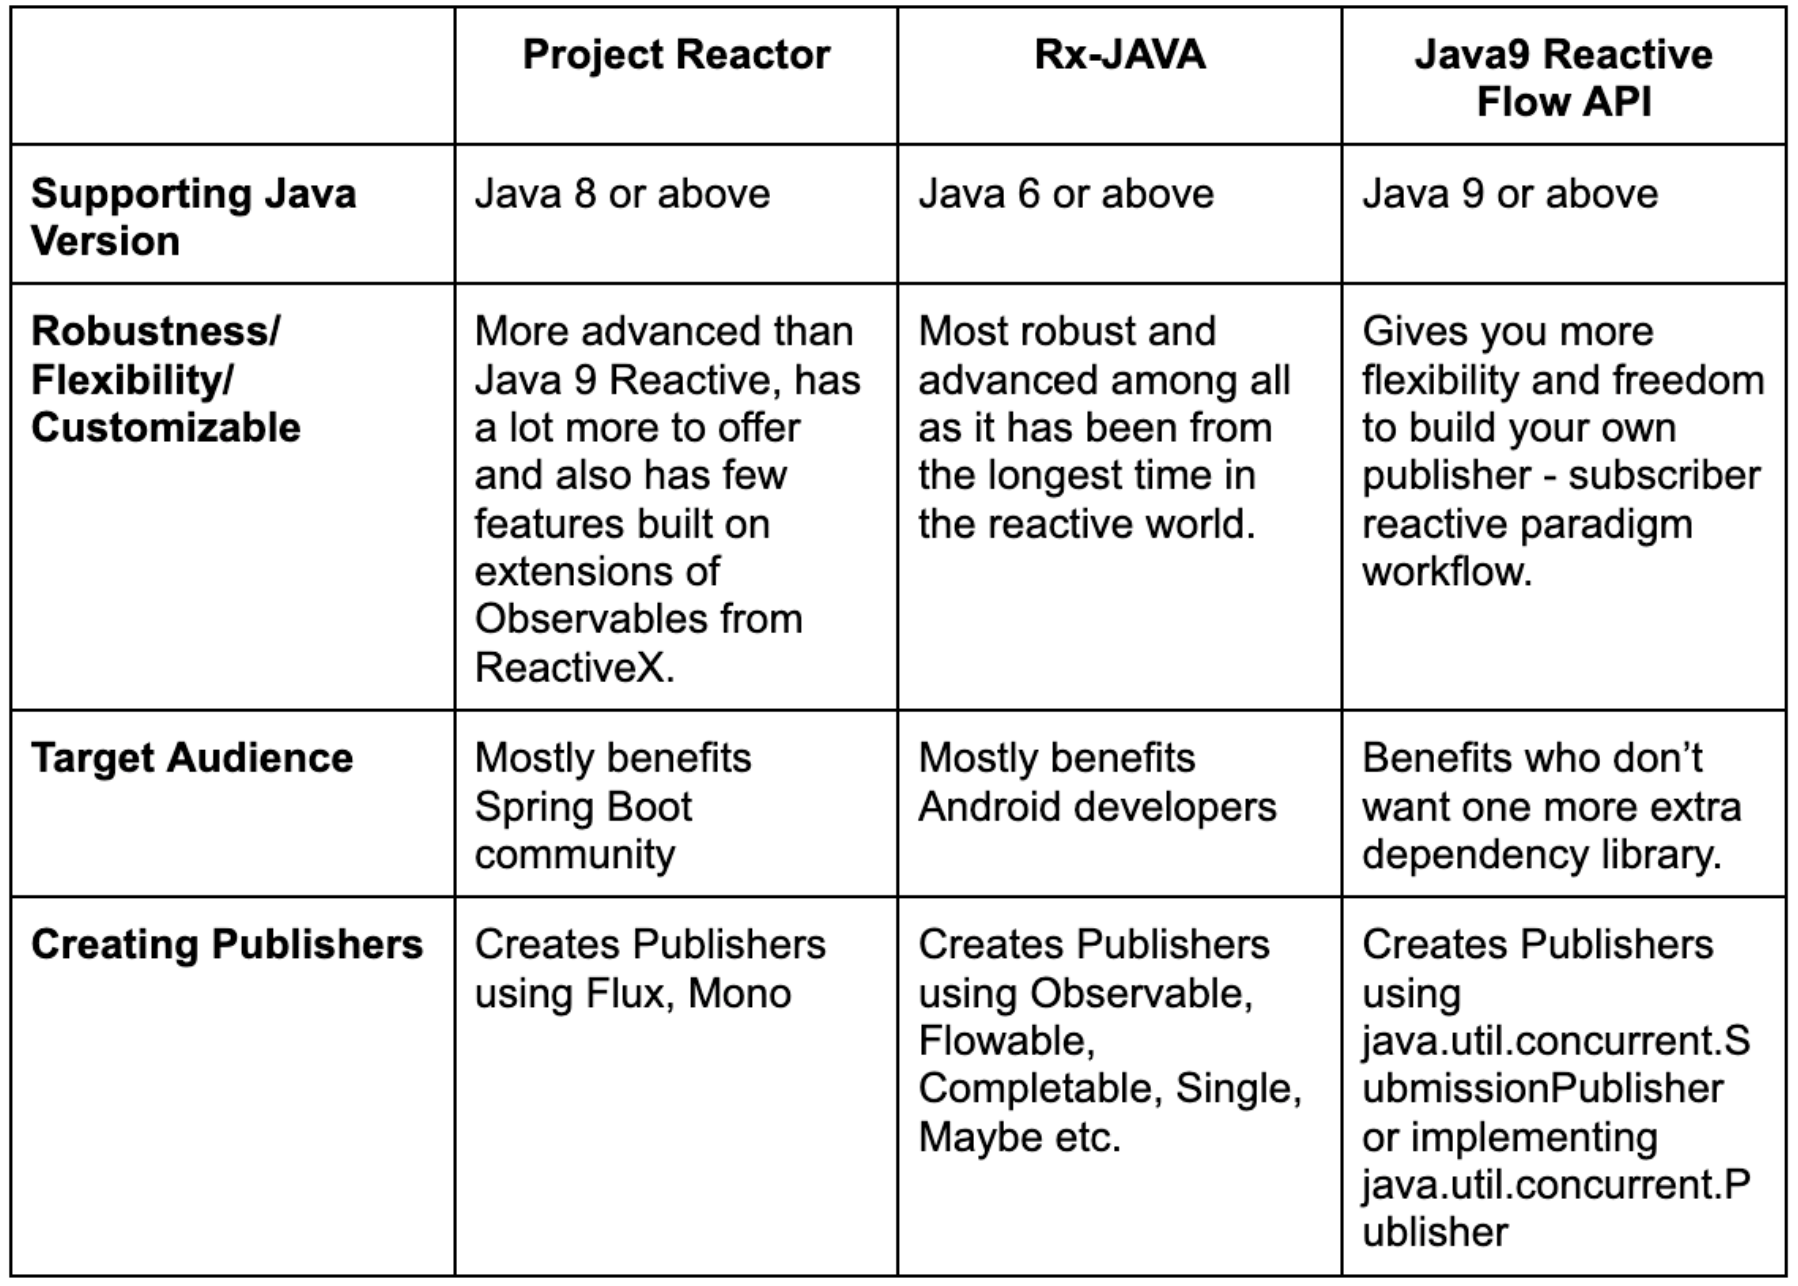 Project Reactor
Rx-JAVA
Java9 Reactive
Flow API
Supporting Java
Version
Java 8 or above
Java 6 or above
Java 9 or above
Robustness/
Flexibility/
Customizable
More advanced than
Java 9 Reactive, has
a lot more to offer
and also has few
features built on
extensions of
Observables from
ReactiveX.
Most robust and
advanced among all
as it has been from
the longest time in
the reactive world.
Gives you more
flexibility and freedom
to build your own
publisher - subscriber
reactive paradigm
workflow.
Target Audience
Mostly benefits
Spring Boot
community
Mostly benefits
Android developers
Benefits who don’t
want one more extra
dependency library.
Creating Publishers
Creates Publishers
using Flux, Mono
Creates Publishers
using Observable,
Flowable,
Completable, Single,
Maybe etc.
Creates Publishers
using
java.util.concurrent.S
ubmissionPublisher
or implementing
java.util.concurrent.P
ublisher